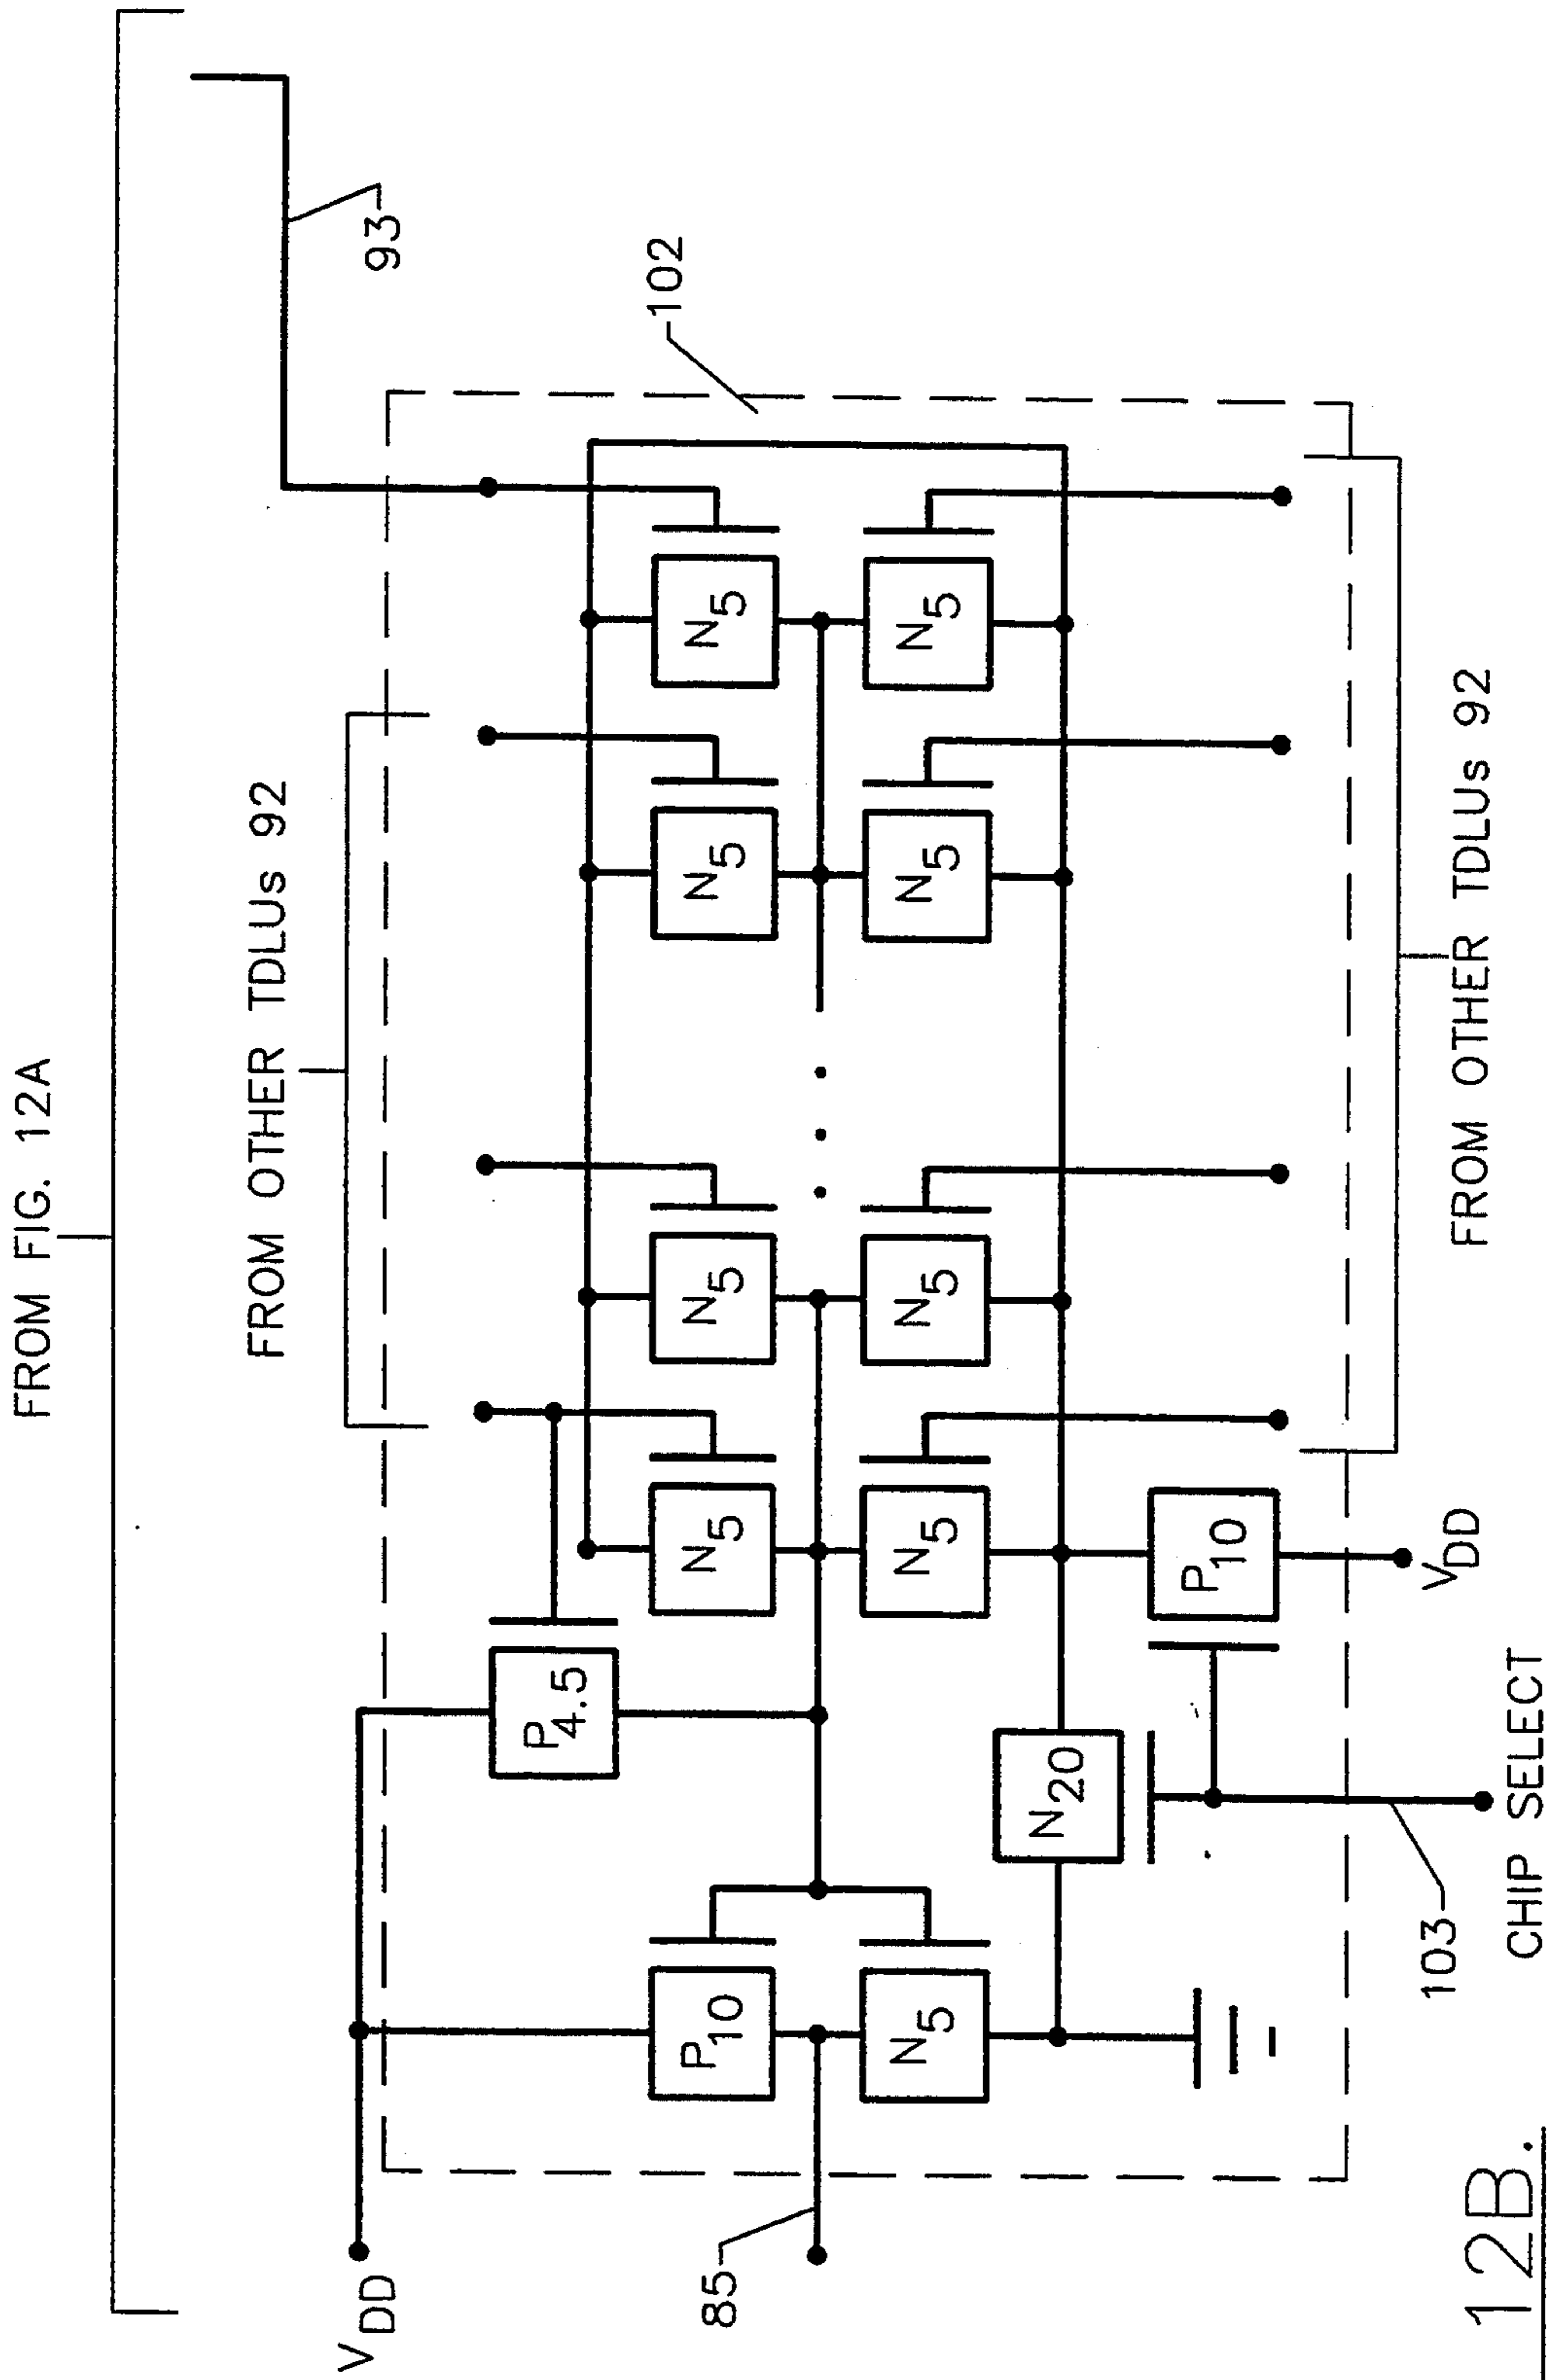 FROM FIG. 12A
93
FROM OTHER TDLUs 92
102
VDD
P4.5
N5
N5
N5
N5
P10
85
N5
N5
N5
N5
N5
N20
P10
103
CHIP SELECT
VDD
FROM OTHER TDLUs 92
12B.